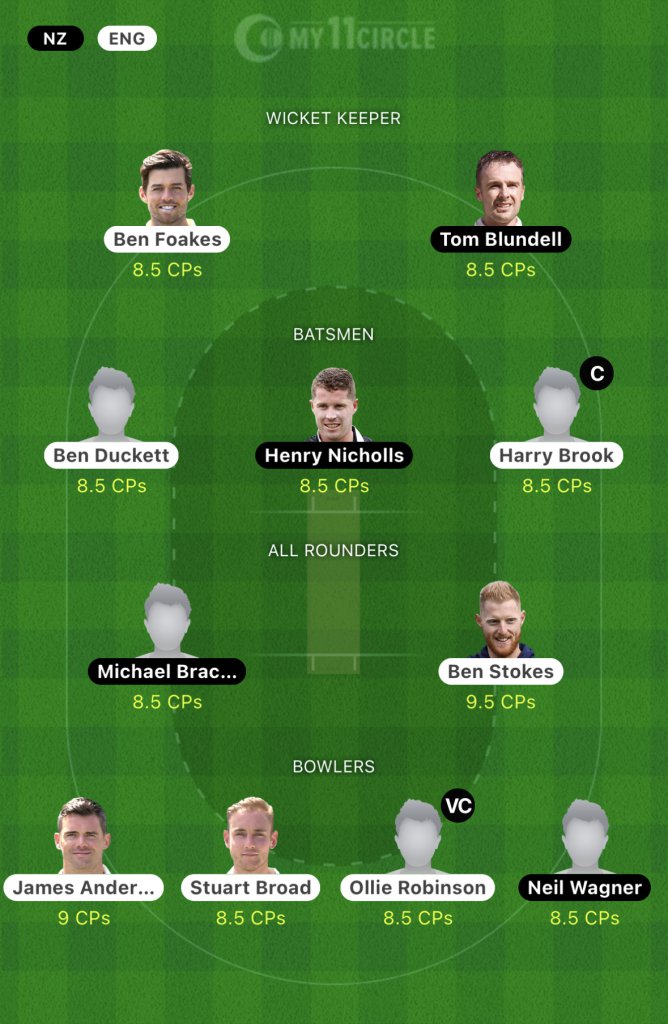 NZ
ENG
MY11CIRCLE
WICKET KEEPER
Ben Foakes
Tom Blundell
8.5 CPs
8.5 CPs
BATSMEN
C
Ben Duckett
Henry Nicholls
Harry Brook
8.5 CPs
8.5 CPs
8.5 CPs
ALL ROUNDERS
Michael Brac...
Ben Stokes
8.5 CPs
9.5 CPs
BOWLERS
VC
James Ander...
Stuart Broad
Ollie Robinson
Neil Wagner
9 CPs
8.5 CPs
8.5 CPs
8.5 CPs